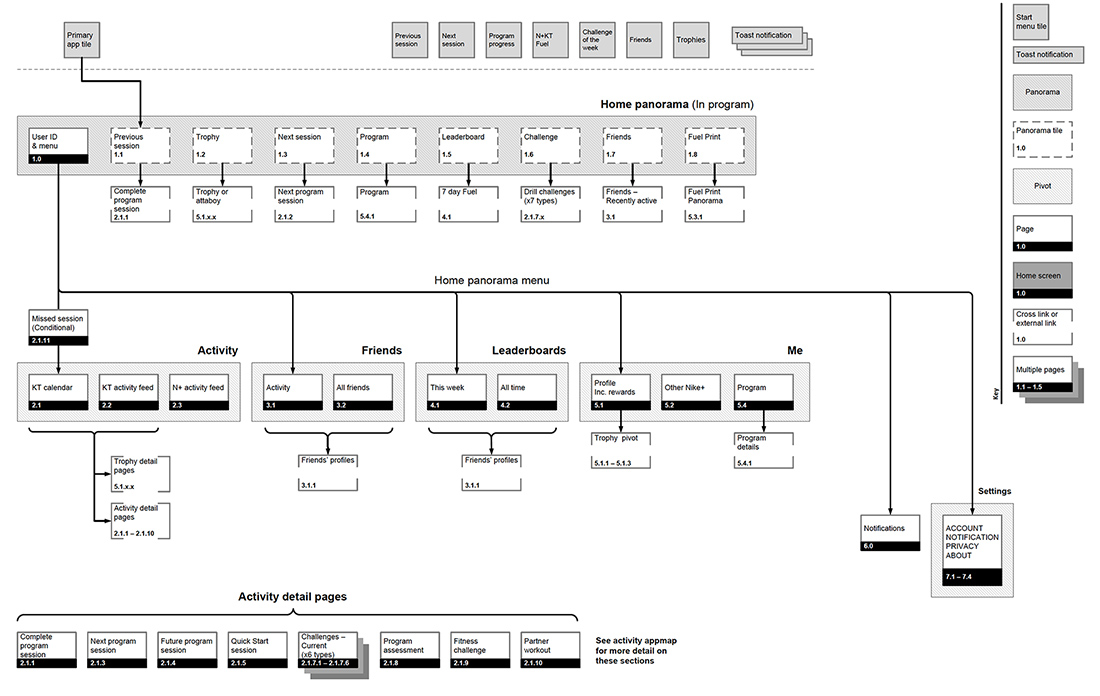 Primary
app tile
Previous
session
Next
session
Program
progress
N+KT
Fuel
Challenge
of the
week
Friends
Trophies
Toast notification
Home panorama (In program)
User ID
& menu
1.0
Previous
session
1.1
Trophy
1.2
Next session
1.3
Program
1.4
Leaderboard
1.5
Challenge
1.6
Friends
1.7
Fuel Print
1.8
Complete
program
session
2.1.1
Trophy or
attaboy
5.1.x.x
Next program
session
2.1.2
Program
5.4.1
7 day Fuel
4.1
Drill challenges
(x7 types)
2.1.7.x
Friends –
Recently active
3.1
Fuel Print
Panorama
5.3.1
Home panorama menu
Missed session
(Conditional)
2.1.11
Activity
KT calendar
2.1
KT activity feed
2.2
N+ activity feed
2.3
Friends
Activity
3.1
All friends
3.2
Leaderboards
This week
4.1
All time
4.2
Me
Profile
Inc. rewards
5.1
Other Nike+
5.2
Program
5.4
Trophy detail
pages
5.1.x.x
Activity detail
pages
2.1.1 – 2.1.10
Friends' profiles
3.1.1
Friends' profiles
3.1.1
Trophy pivot
5.1.1 – 5.1.3
Program
details
5.4.1
Notifications
6.0
Settings
ACCOUNT
NOTIFICATION
PRIVACY
ABOUT
7.1 – 7.4
Activity detail pages
Complete
program
session
2.1.1
Next program
session
2.1.3
Future program
session
2.1.4
Quick Start
session
2.1.5
Challenges –
Current
(x6 types)
2.1.7.1 – 2.1.7.6
Program
assessment
2.1.8
Fitness
challenge
2.1.9
Partner
workout
2.1.10
See activity appmap
for more detail on
these sections
Key
Start
menu tile
Toast notification
Panorama
Panorama tile
1.0
Pivot
Page
1.0
Home screen
1.0
Cross link or
external link
1.0
Multiple pages
1.1 – 1.5